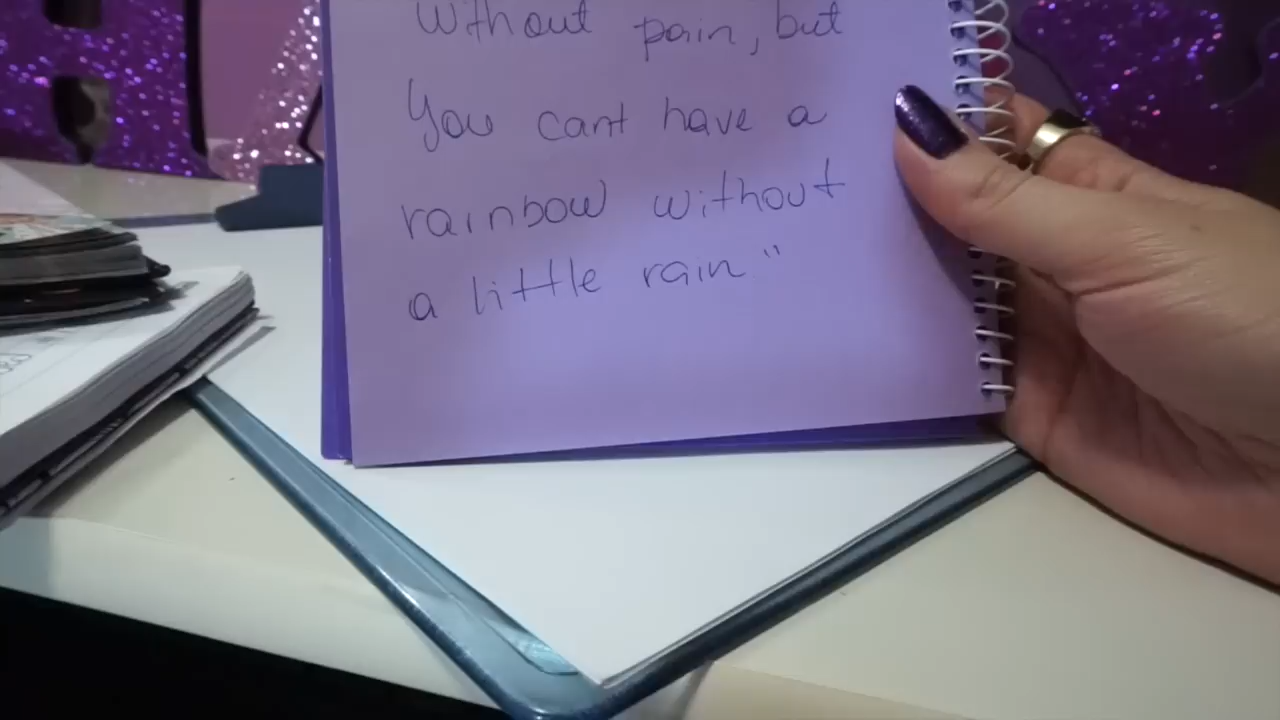 without pain, but
You cant have a
rainbow without
a little rain"